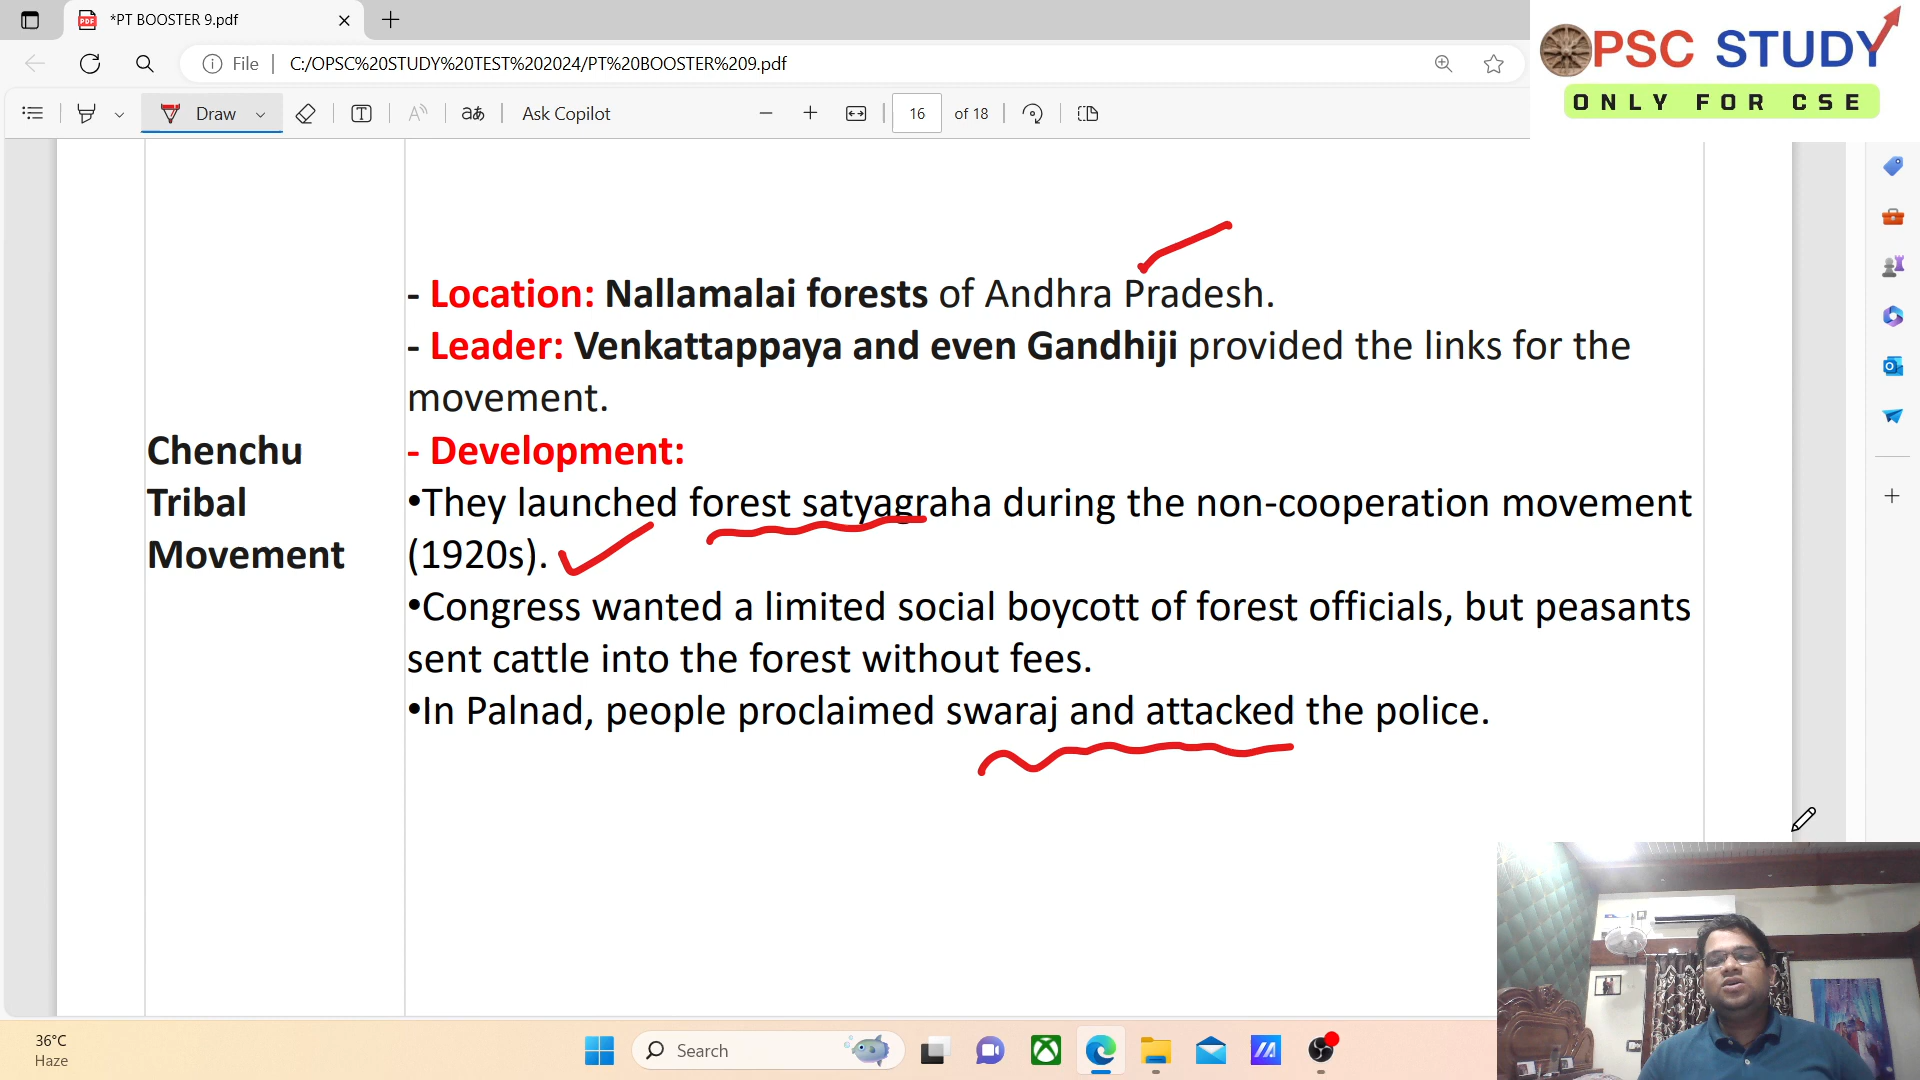 *PT BOOSTER 9.pdf
File
C:/OPSC%20STUDY%20TEST%202024/PT%20BOOSTER%209.pdf
PSC STUDY
ONLY FOR CSE
Draw
Ask Copilot
16 of 18
- Location: Nallamalai forests of Andhra Pradesh.
- Leader: Venkattappaya and even Gandhiji provided the links for the
movement.
Chenchu
Tribal
Movement
- Development:
•They launched forest satyagraha during the non-cooperation movement
(1920s).
•Congress wanted a limited social boycott of forest officials, but peasants
sent cattle into the forest without fees.
•In Palnad, people proclaimed swaraj and attacked the police.
36°C
Haze
Search